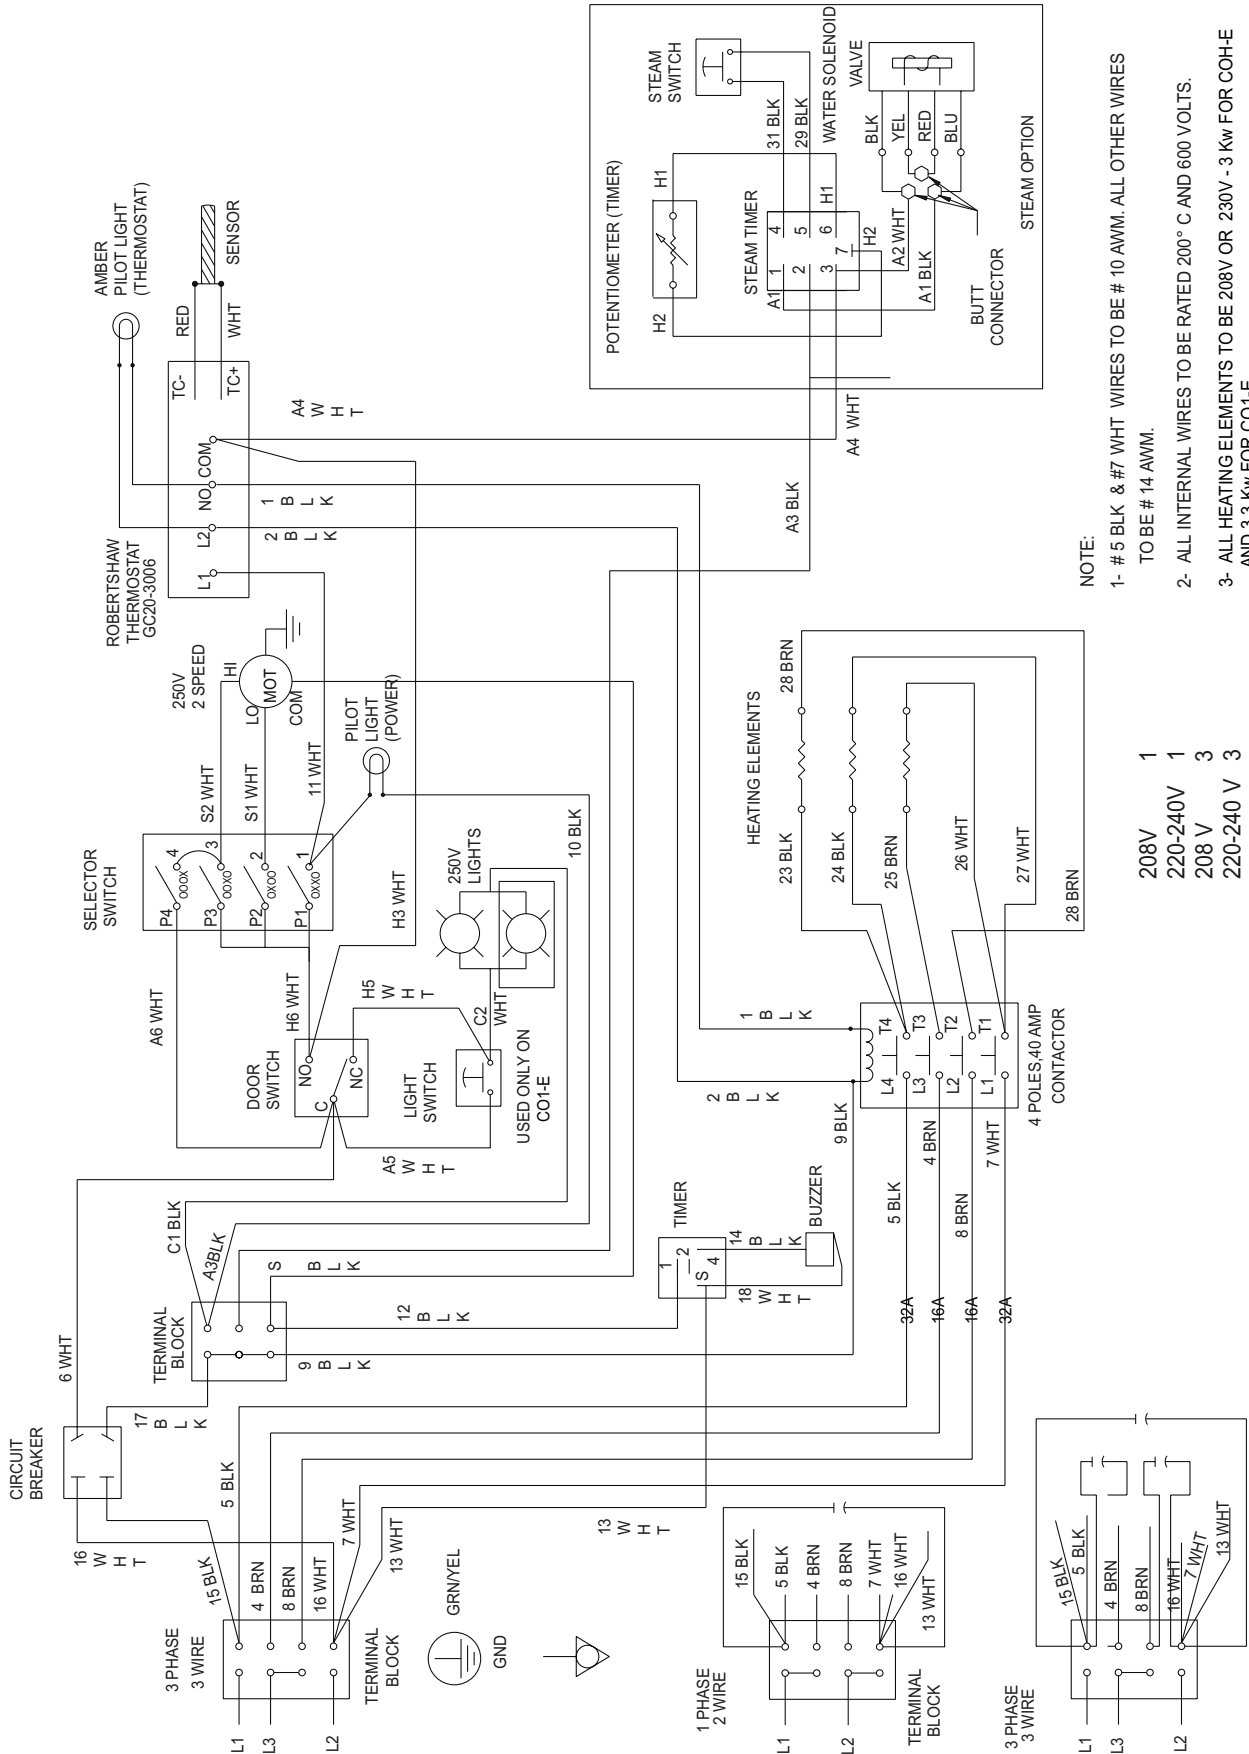 AMBER
PILOT LIGHT
(THERMOSTAT)
SENSOR
RED
WHT
TC-
TC+
ROBERTSHAW
THERMOSTAT
GC20-3006
L1
L2
NO
COM
A4
W
H
T
1
B
L
K
2
B
L
K
250V
2 SPEED
HI
LO
MOT
COM
PILOT
LIGHT
(POWER)
11 WHT
S1 WHT
S2 WHT
SELECTOR
SWITCH
P4
P3
P2
P1
4
3
2
1
OOOX
OOXO
OXOO
OXXO
A6 WHT
H6 WHT
H3 WHT
H5
W
H
T
DOOR
SWITCH
NO
C
NC
LIGHT
SWITCH
A5
W
H
T
C2
WHT
250V
LIGHTS
10 BLK
USED ONLY ON
CO1-E
CIRCUIT
BREAKER
6 WHT
17
B
L
K
16
W
H
T
TERMINAL
BLOCK
C1 BLK
A3BLK
S
B
L
K
12
B
L
K
9
B
L
K
3 PHASE
3 WIRE
L1
L3
L2
15 BLK
5 BLK
4 BRN
8 BRN
16 WHT
7 WHT
13 WHT
TERMINAL
BLOCK
GRN/YEL
GND
13
W
H
T
TIMER
1
2
S
4
14
B
L
K
18
W
H
T
BUZZER
9 BLK
2
B
L
K
1
B
L
K
L4
L3
L2
L1
T4
T3
T2
T1
4 POLES,40 AMP
CONTACTOR
5 BLK
4 BRN
8 BRN
7 WHT
32A
16A
16A
32A
HEATING ELEMENTS
23 BLK
24 BLK
25 BRN
26 WHT
27 WHT
28 BRN
28 BRN
A3 BLK
A4 WHT
POTENTIOMETER (TIMER)
H1
H2
STEAM TIMER
A1
1
2
3
4
5
6
7
H1
H2
STEAM
SWITCH
31 BLK
29 BLK
WATER SOLENOID
VALVE
BLK
YEL
RED
BLU
A2 WHT
A1 BLK
BUTT
CONNECTOR
STEAM OPTION
1 PHASE
2 WIRE
L1
L2
15 BLK
5 BLK
4 BRN
8 BRN
7 WHT
16 WHT
13 WHT
TERMINAL
BLOCK
3 PHASE
3 WIRE
L1
L3
L2
15 BLK
5 BLK
4 BRN
8 BRN
16 WHT
7 WHT
13 WHT
208V 1
220-240V 1
208 V 3
220-240 V 3
NOTE:
1- # 5 BLK & #7 WHT WIRES TO BE # 10 AWM. ALL OTHER WIRES
TO BE # 14 AWM.
2- ALL INTERNAL WIRES TO BE RATED 200° C AND 600 VOLTS.
3- ALL HEATING ELEMENTS TO BE 208V OR 230V - 3 Kw FOR COH-E
AND 3.3 Kw FOR CO1-E